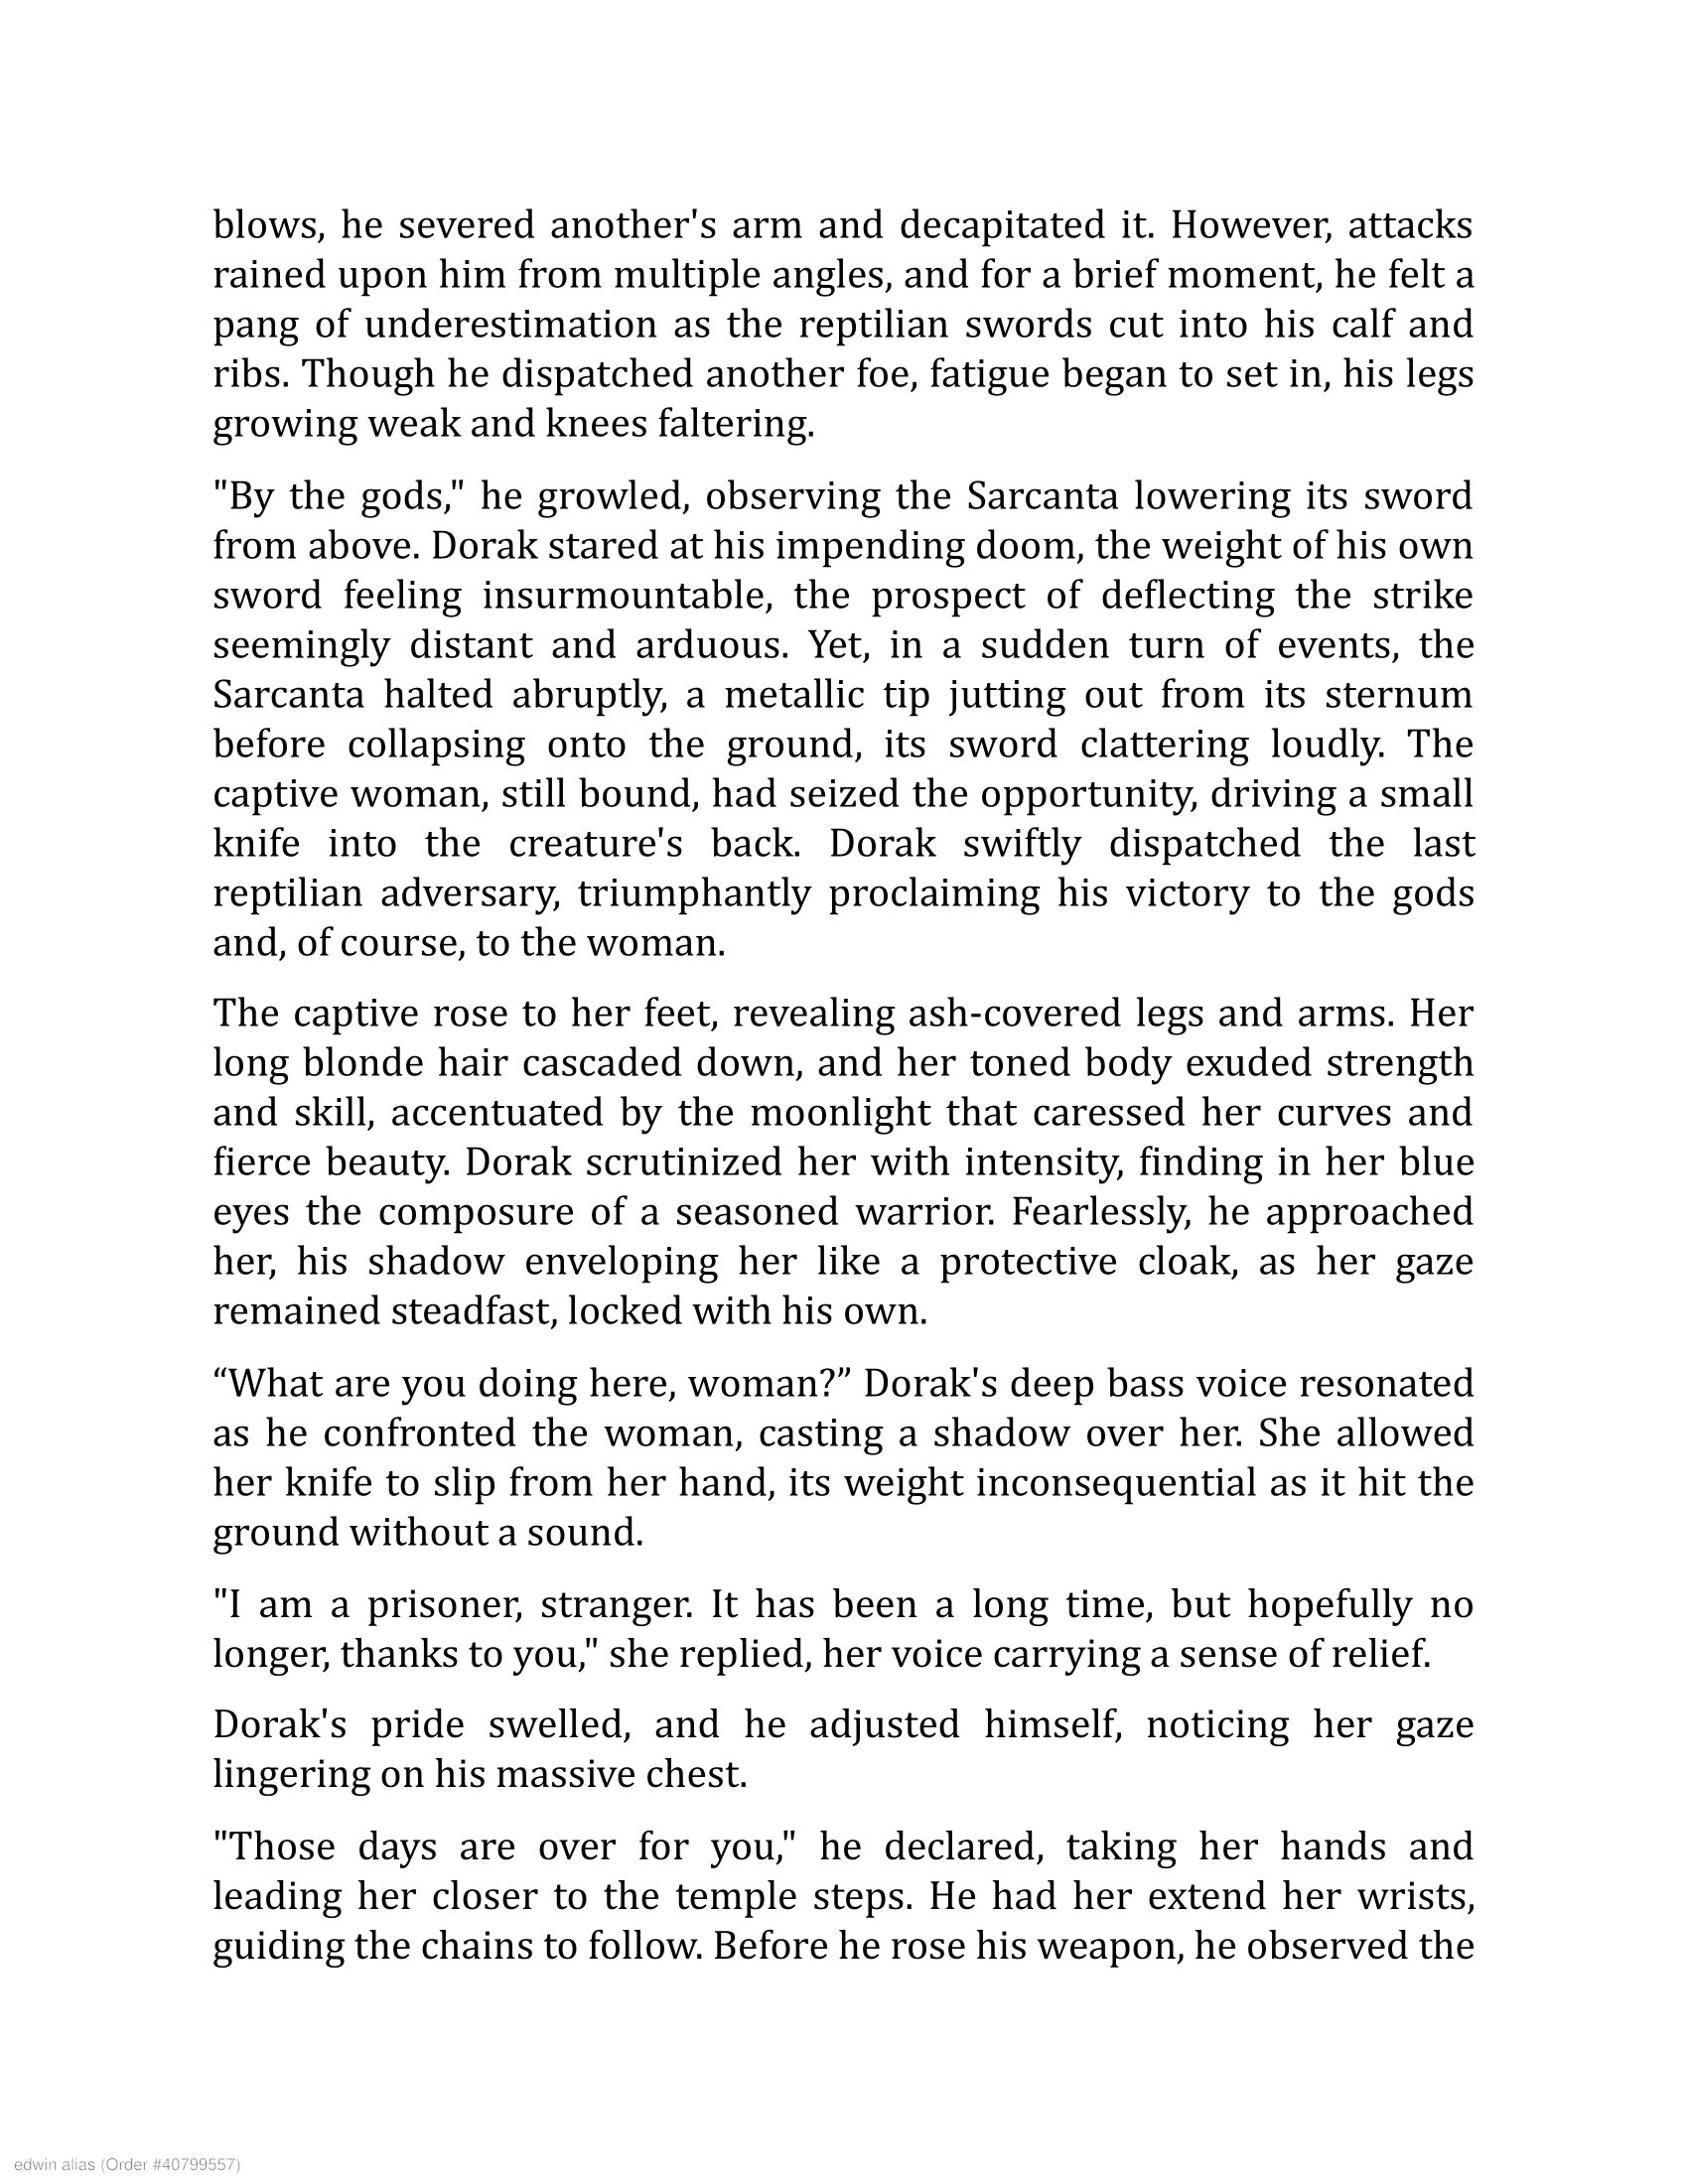 blows, he severed another's arm and decapitated it. However, attacks
rained upon him from multiple angles, and for a brief moment, he felt a
pang of underestimation as the reptilian swords cut into his calf and
ribs. Though he dispatched another foe, fatigue began to set in, his legs
growing weak and knees faltering.
"By the gods," he growled, observing the Sarcanta lowering its sword
from above. Dorak stared at his impending doom, the weight of his own
sword feeling insurmountable, the prospect of deflecting the strike
seemingly distant and arduous. Yet, in a sudden turn of events, the
Sarcanta halted abruptly, a metallic tip jutting out from its sternum
before collapsing onto the ground, its sword clattering loudly. The
captive woman, still bound, had seized the opportunity, driving a small
knife into the creature's back. Dorak swiftly dispatched the last
reptilian adversary, triumphantly proclaiming his victory to the gods
and, of course, to the woman.
The captive rose to her feet, revealing ash-covered legs and arms. Her
long blonde hair cascaded down, and her toned body exuded strength
and skill, accentuated by the moonlight that caressed her curves and
fierce beauty. Dorak scrutinized her with intensity, finding in her blue
eyes the composure of a seasoned warrior. Fearlessly, he approached
her, his shadow enveloping her like a protective cloak, as her gaze
remained steadfast, locked with his own.
“What are you doing here, woman?” Dorak's deep bass voice resonated
as he confronted the woman, casting a shadow over her. She allowed
her knife to slip from her hand, its weight inconsequential as it hit the
ground without a sound.
"I am a prisoner, stranger. It has been a long time, but hopefully no
longer, thanks to you," she replied, her voice carrying a sense of relief.
Dorak's pride swelled, and he adjusted himself, noticing her gaze
lingering on his massive chest.
"Those days are over for you," he declared, taking her hands and
leading her closer to the temple steps. He had her extend her wrists,
guiding the chains to follow. Before he rose his weapon, he observed the
edwin alias (Order #40799557)